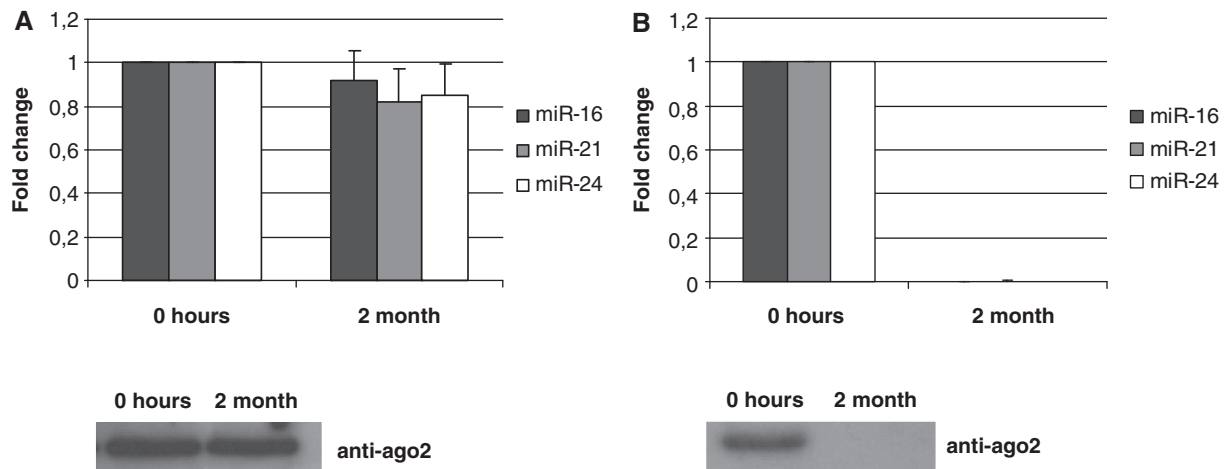 A
1,2
1
0,8
0,6
0,4
0,2
0
Fold change
0 hours
2 month
miR-16
miR-21
miR-24
0 hours 2 month
anti-ago2
B
1,2
1
0,8
0,6
0,4
0,2
0
Fold change
0 hours
2 month
miR-16
miR-21
miR-24
0 hours 2 month
anti-ago2